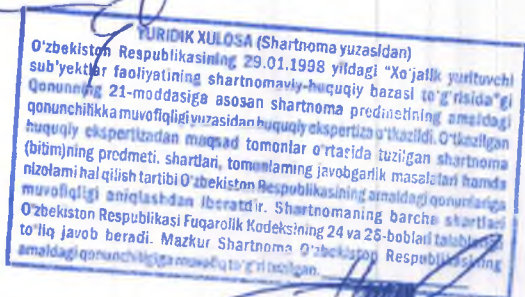 YURIDIK XULOSA (Shartnoma yuzasidan)
O'zbekiston Respublikasining 29.01.1998 yildagi "Xo'jalik yurituvchi
sub'yektlar faoliyatining shartnomaviy-huquqiy bazasi to'g'risida"gi
Qonunning 21-moddasiga asosan shartnoma predmetining amaldagi
qonunchilikka muvofiqligi yuzasidan huquqiy ekspertiza o'tkazildi. O'tkazilgan
huquqiy ekspertizadan maqsad tomonlar o'rtasida tuzilgan shartnoma
(bitim)ning predmeti, shartlari, tomonlarning javobgarlik masalalari hamda
nizolarni hal qilish tartibi O'zbekiston Respublikasining amaldagi qonunlariga
muvofiqligi aniqlashdan iboratdir. Shartnomaning barcha shartlari
O'zbekiston Respublikasi Fuqarolik Kodeksining 24 va 26-boblari talablariga
to'liq javob beradi. Mazkur Shartnoma O'zbekiston Respublikasining
amaldagi qonunchiligiga muvofiq to'g'ri tuzilgan.